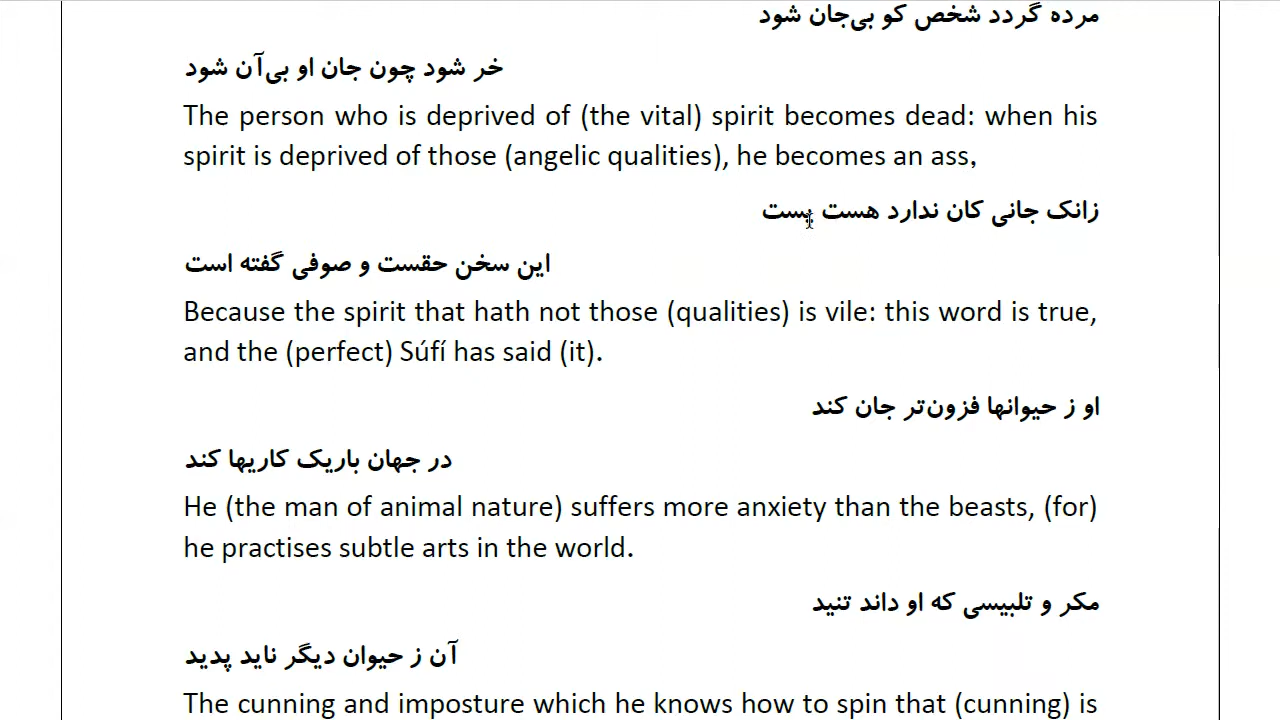 مرده گردد شخص کو بی‌جان شود
خر شود چون جان او بی‌آن شود
The person who is deprived of (the vital) spirit becomes dead: when his
spirit is deprived of those (angelic qualities), he becomes an ass,
زانک جانی کان ندارد هست پست
این سخن حقست و صوفی گفته است
Because the spirit that hath not those (qualities) is vile: this word is true,
and the (perfect) Súfí has said (it).
او ز حیوانها فزون‌تر جان کند
در جهان باریک کاریها کند
He (the man of animal nature) suffers more anxiety than the beasts, (for)
he practises subtle arts in the world.
مکر و تلبیسی که او داند تنید
آن ز حیوان دیگر ناید پدید
The cunning and imposture which he knows how to spin that (cunning) is